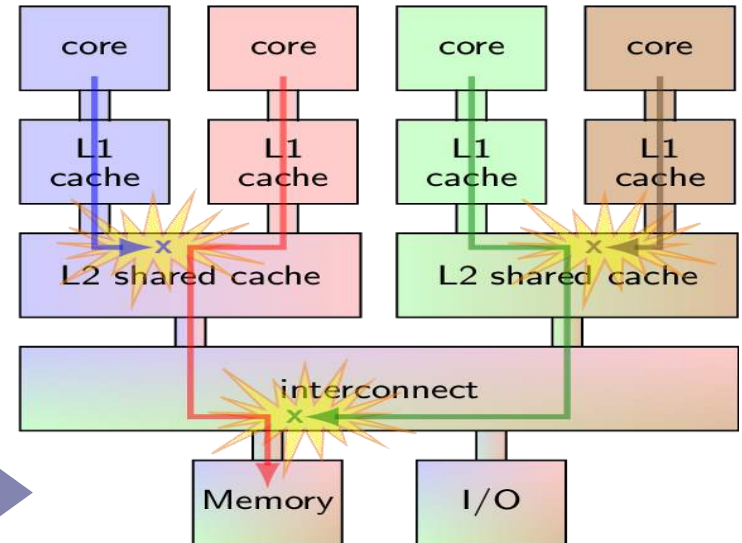 core
core
core
core
L1
cache
L1
cache
L1
cache
L1
cache
x
x
L2 shared cache
L2 shared cache
interconnect
x
Memory
I/O